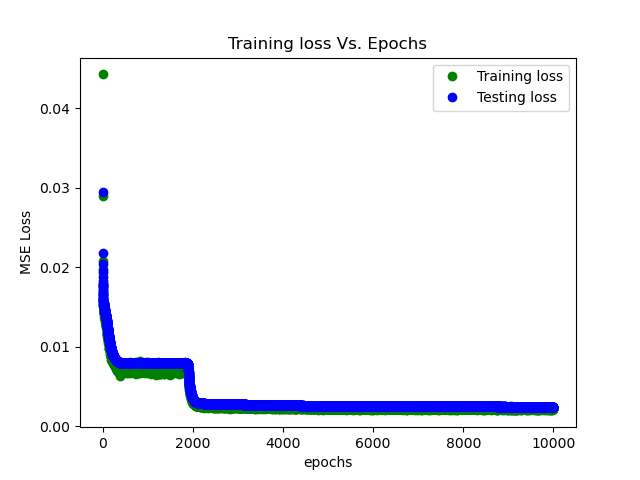 Training loss Vs. Epochs
Training loss
Testing loss
MSE Loss
0.04
0.03
0.02
0.01
0.00
0 2000 4000 6000 8000 10000
epochs